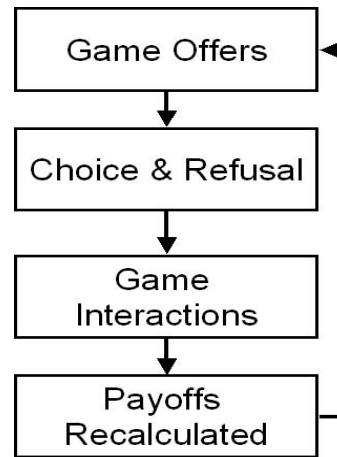 Game Offers
Choice & Refusal
Game
Interactions
Payoffs
Recalculated